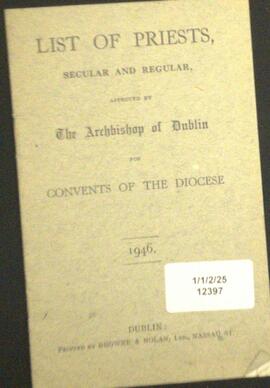 LIST OF PRIESTS,
SECULAR AND REGULAR,
APPROVED BY
The Archbishop of Dublin
FOR
CONVENTS OF THE DIOCESE
1946.
1/1/2/25
12397
DUBLIN:
PRINTED BY BROWNE & NOLAN, LTD., NASSAU ST.